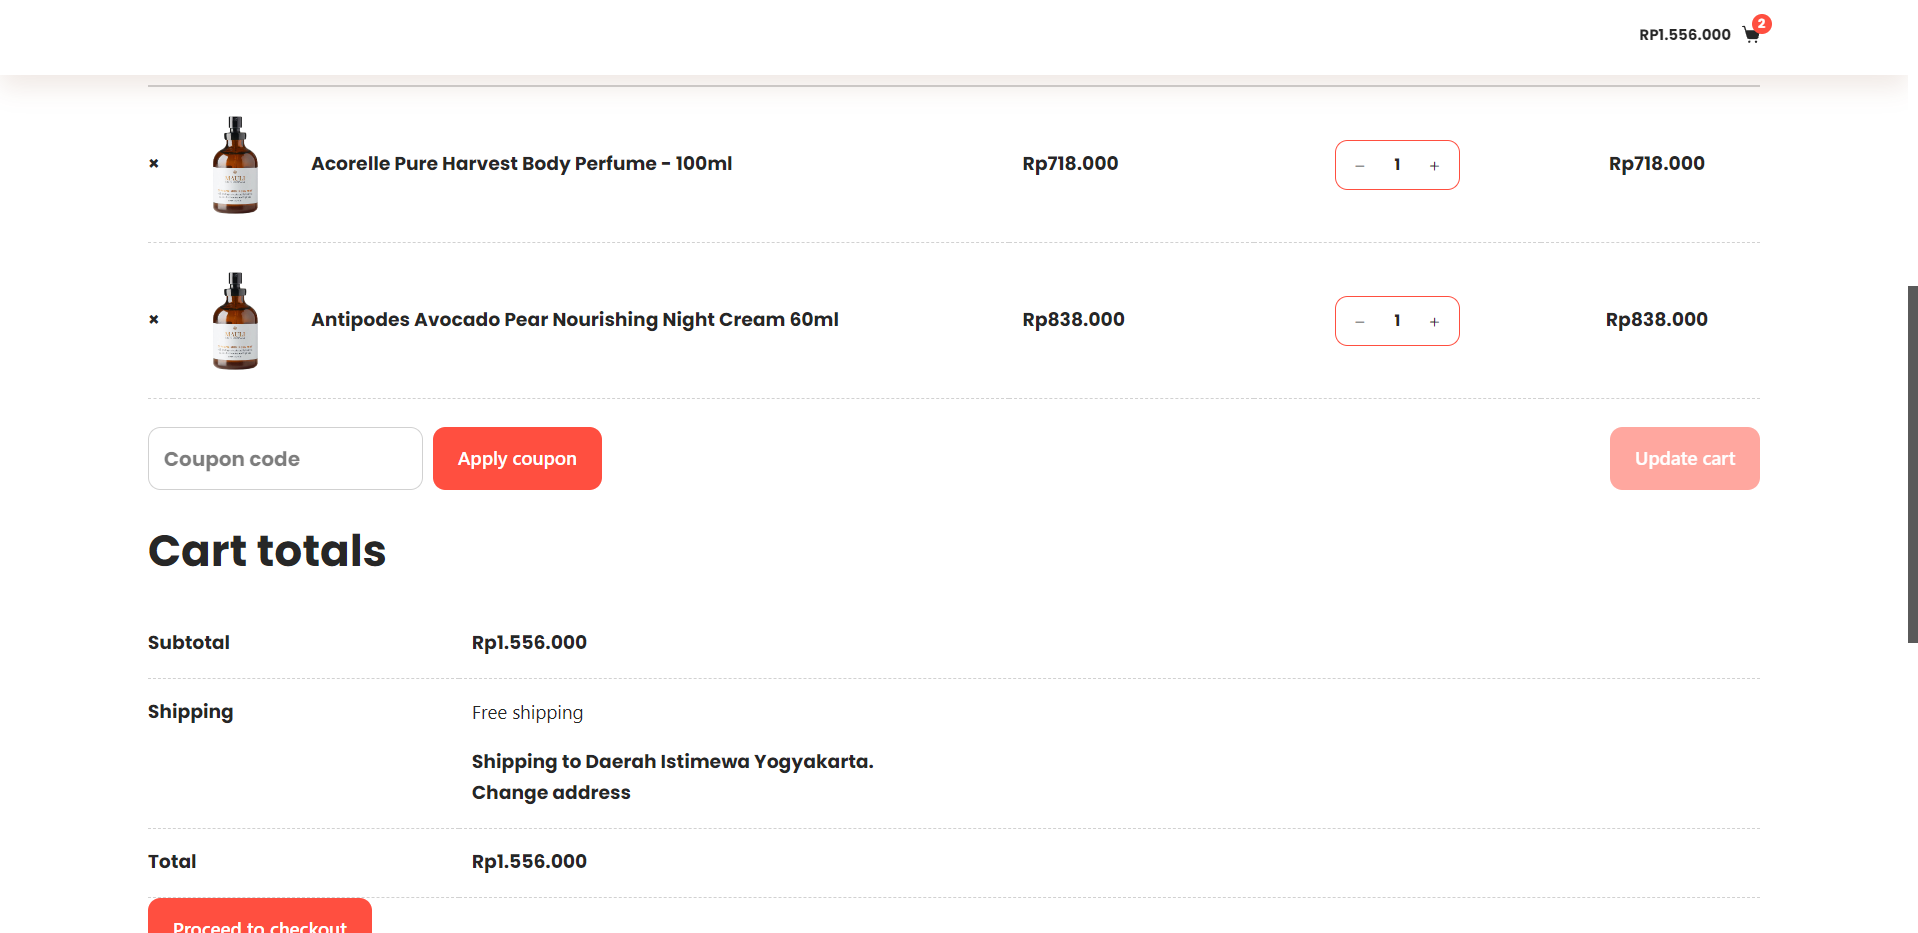 RP1.556.000 2
× Acorelle Pure Harvest Body Perfume - 100ml Rp718.000 − 1 + Rp718.000
MAULI
× Antipodes Avocado Pear Nourishing Night Cream 60ml Rp838.000 − 1 + Rp838.000
MAULI
Coupon code Apply coupon Update cart
Cart totals
Subtotal Rp1.556.000
Shipping Free shipping
Shipping to Daerah Istimewa Yogyakarta.
Change address
Total Rp1.556.000
Proceed to checkout